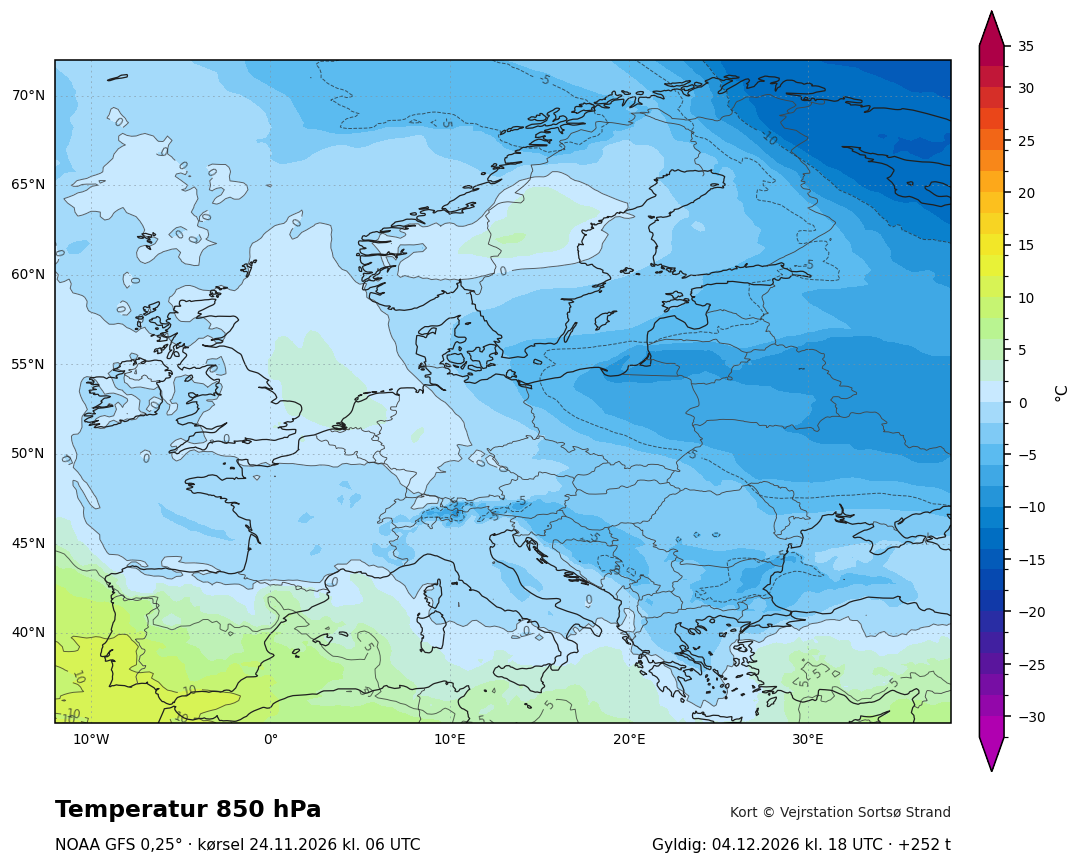 70°N
65°N
60°N
55°N
50°N
45°N
40°N
10°W
0°
10°E
20°E
30°E
35
30
25
20
15
10
5
0
−5
−10
−15
−20
−25
−30
°C
Temperatur 850 hPa
Kort © Vejrstation Sortsø Strand
NOAA GFS 0,25° · kørsel 24.11.2026 kl. 06 UTC
Gyldig: 04.12.2026 kl. 18 UTC · +252 t